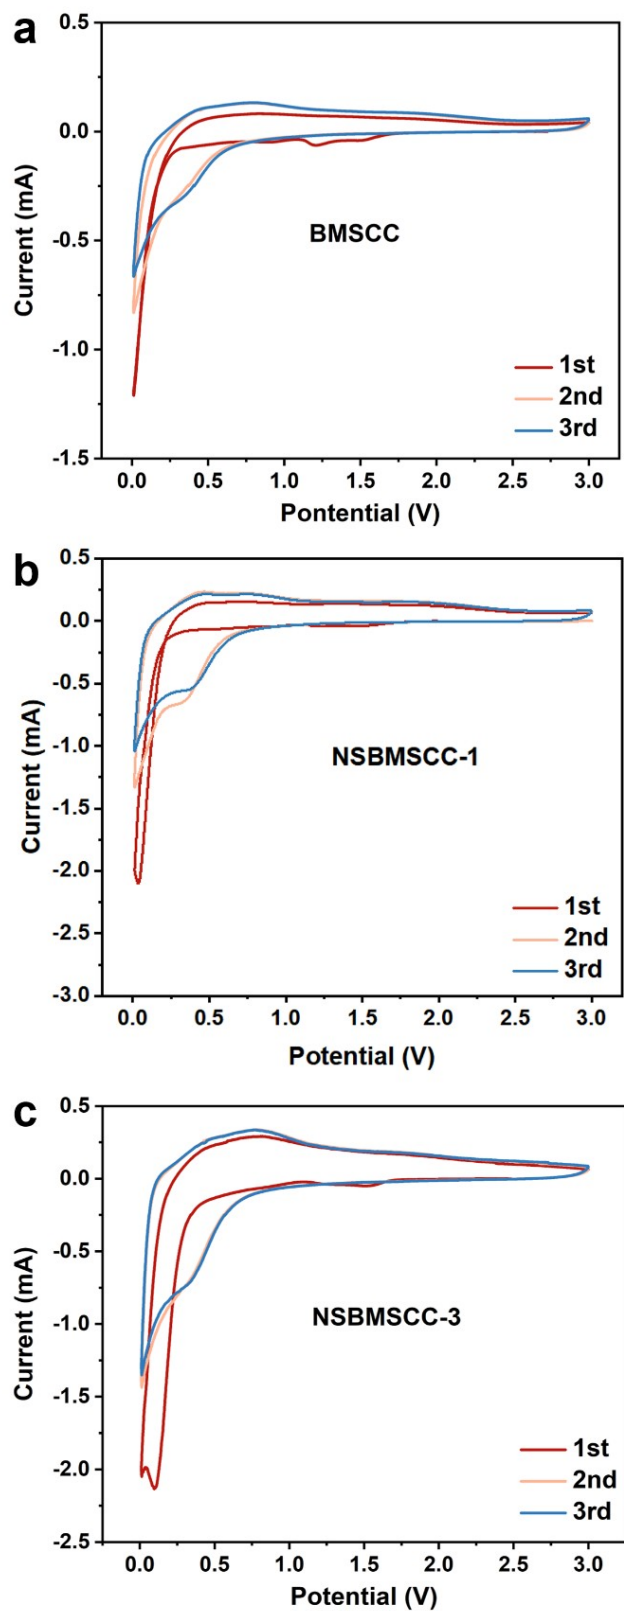 a
0.5
0.0
-0.5
-1.0
-1.5
Current (mA)
BMSCC
1st
2nd
3rd
0.0 0.5 1.0 1.5 2.0 2.5 3.0
Pontential (V)
b
0.5
0.0
-0.5
-1.0
-1.5
-2.0
-2.5
-3.0
Current (mA)
NSBMSCC-1
1st
2nd
3rd
0.0 0.5 1.0 1.5 2.0 2.5 3.0
Potential (V)
c
0.5
0.0
-0.5
-1.0
-1.5
-2.0
-2.5
Current (mA)
NSBMSCC-3
1st
2nd
3rd
0.0 0.5 1.0 1.5 2.0 2.5 3.0
Potential (V)